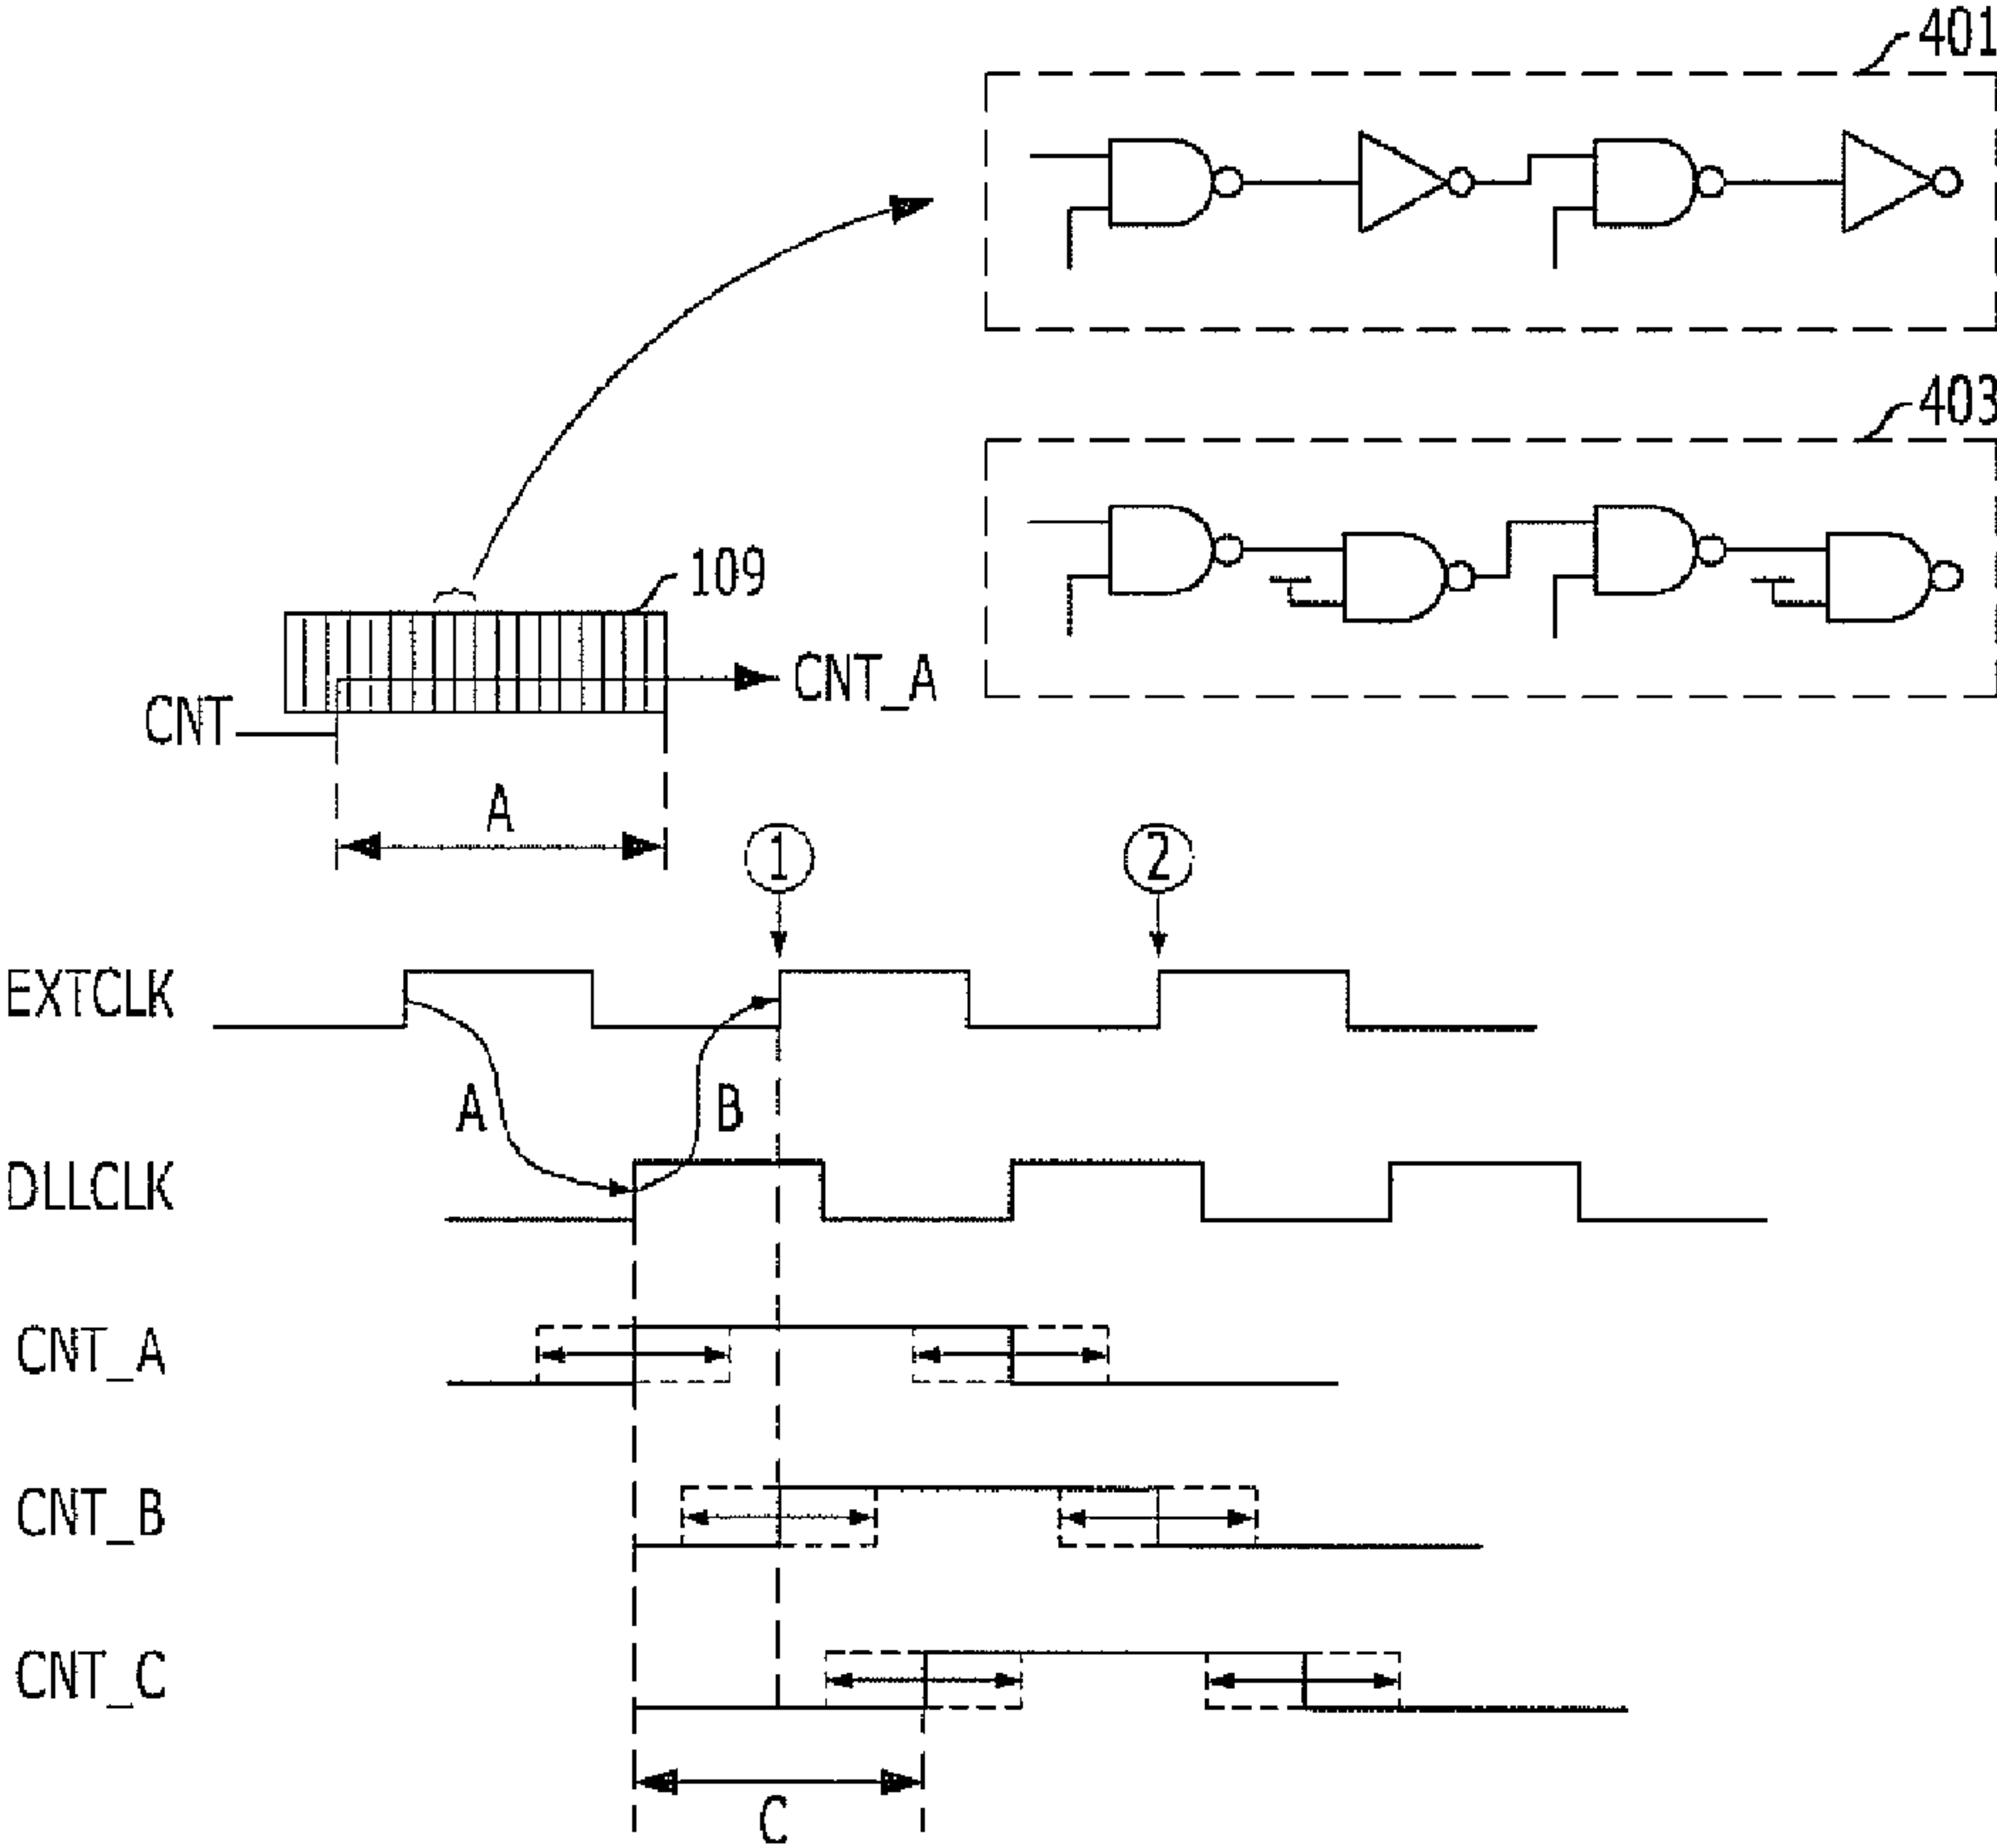 401
403
109
CNT_A
CNT
A
1
2
EXTCLK
A
B
DLLCLK
CNT_A
CNT_B
CNT_C
C